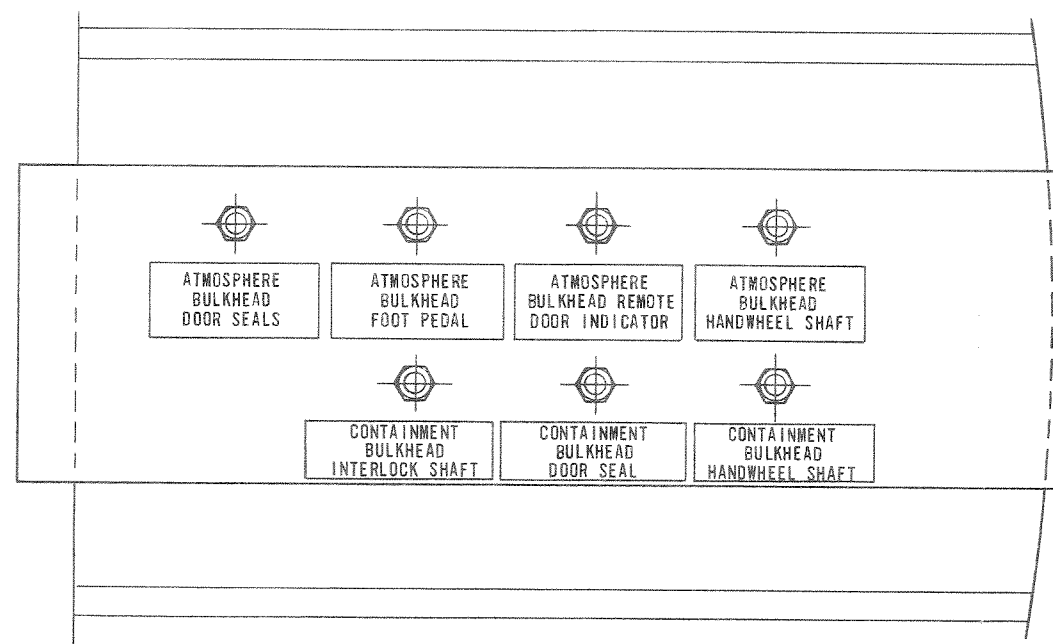 ATMOSPHERE
BULKHEAD
DOOR SEALS
ATMOSPHERE
BULKHEAD
FOOT PEDAL
ATMOSPHERE
BULKHEAD REMOTE
DOOR INDICATOR
ATMOSPHERE
BULKHEAD
HANDWHEEL SHAFT
CONTAINMENT
BULKHEAD
INTERLOCK SHAFT
CONTAINMENT
BULKHEAD
DOOR SEAL
CONTAINMENT
BULKHEAD
HANDWHEEL SHAFT